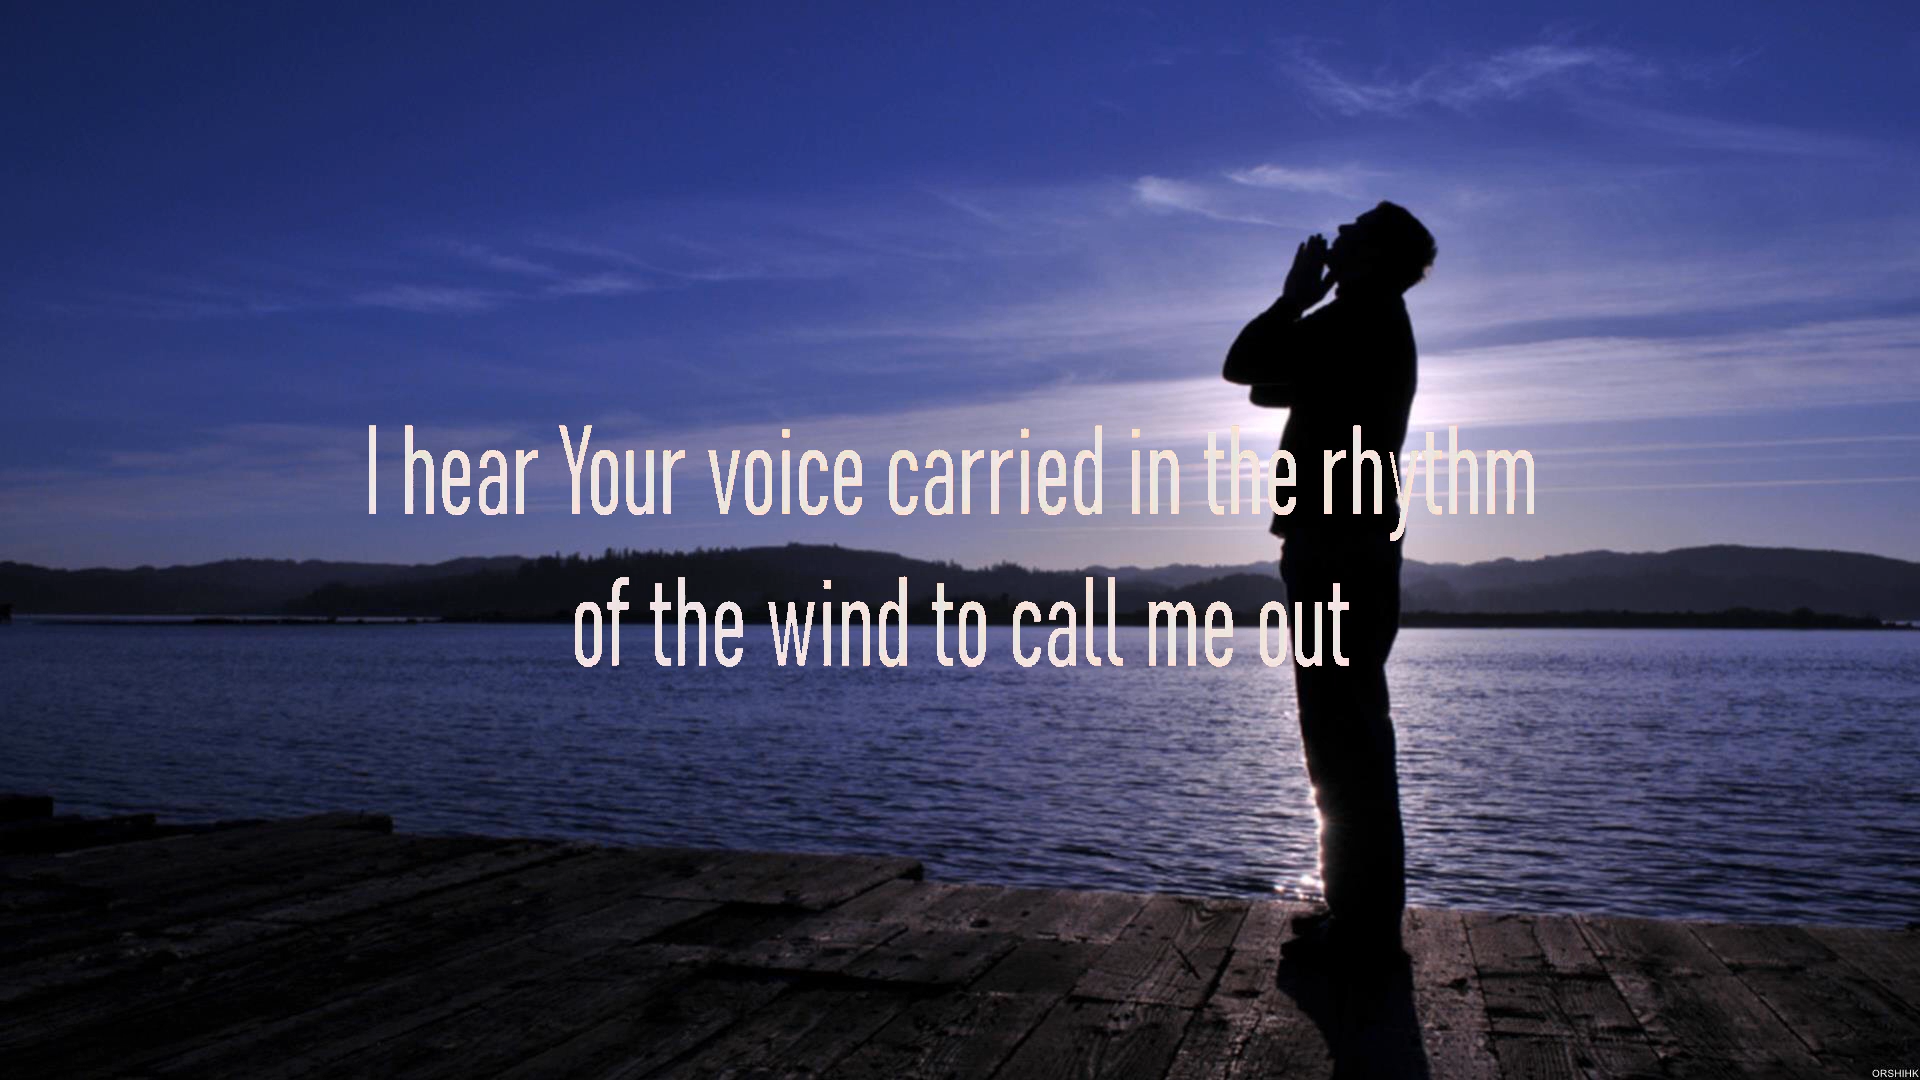 I hear Your voice carried in the rhythm
of the wind to call me out
ORSHIHK